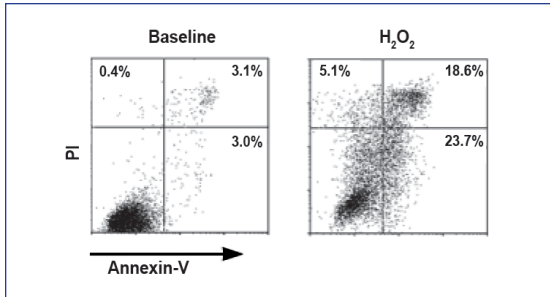 Baseline
H₂O₂
0.4%
3.1%
5.1%
18.6%
3.0%
23.7%
PI
Annexin-V